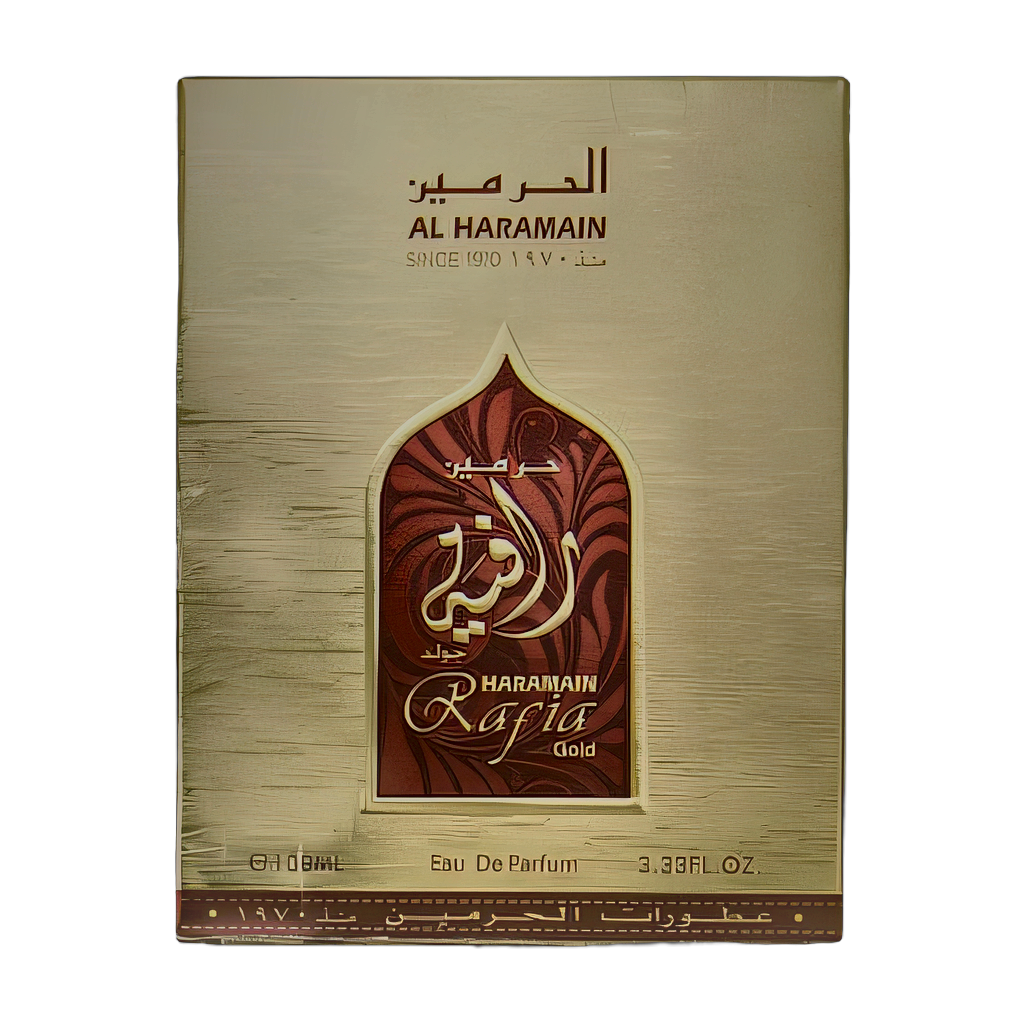 الحرمين
AL HARAMAIN
SINCE 1970 منذ ١٩٧٠
حرمين
رافية
جولد
HARAMAIN
Rafia
Gold
Eau De Parfum
3.33FL.OZ.
عطورات الحرمين منذ ١٩٧٠